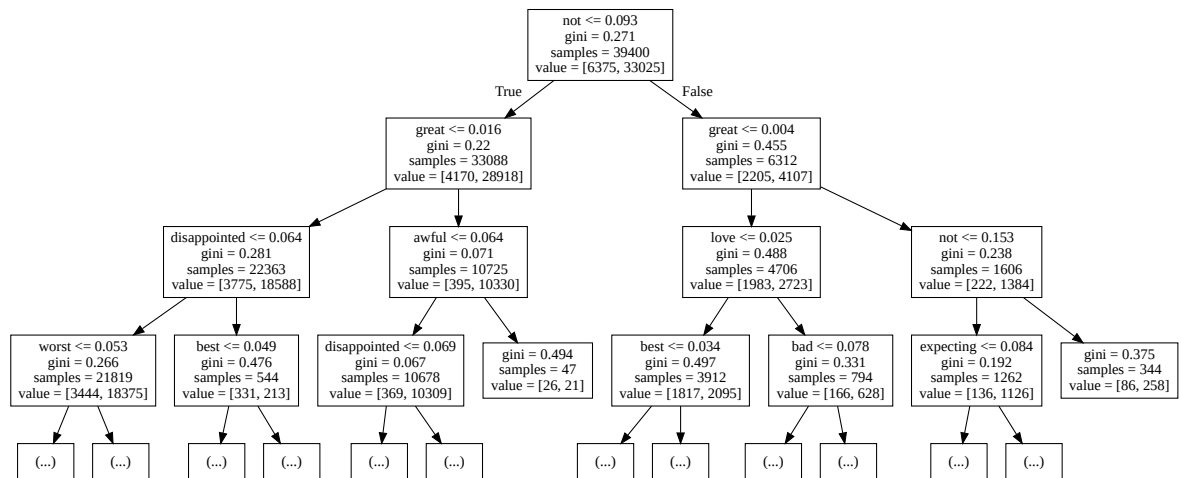 not <= 0.093
gini = 0.271
samples = 39400
value = [6375, 33025]
True
False
great <= 0.016
gini = 0.22
samples = 33088
value = [4170, 28918]
great <= 0.004
gini = 0.455
samples = 6312
value = [2205, 4107]
disappointed <= 0.064
gini = 0.281
samples = 22363
value = [3775, 18588]
awful <= 0.064
gini = 0.071
samples = 10725
value = [395, 10330]
love <= 0.025
gini = 0.488
samples = 4706
value = [1983, 2723]
not <= 0.153
gini = 0.238
samples = 1606
value = [222, 1384]
worst <= 0.053
gini = 0.266
samples = 21819
value = [3444, 18375]
best <= 0.049
gini = 0.476
samples = 544
value = [331, 213]
disappointed <= 0.069
gini = 0.067
samples = 10678
value = [369, 10309]
gini = 0.494
samples = 47
value = [26, 21]
best <= 0.034
gini = 0.497
samples = 3912
value = [1817, 2095]
bad <= 0.078
gini = 0.331
samples = 794
value = [166, 628]
expecting <= 0.084
gini = 0.192
samples = 1262
value = [136, 1126]
gini = 0.375
samples = 344
value = [86, 258]
(...)
(...)
(...)
(...)
(...)
(...)
(...)
(...)
(...)
(...)
(...)
(...)